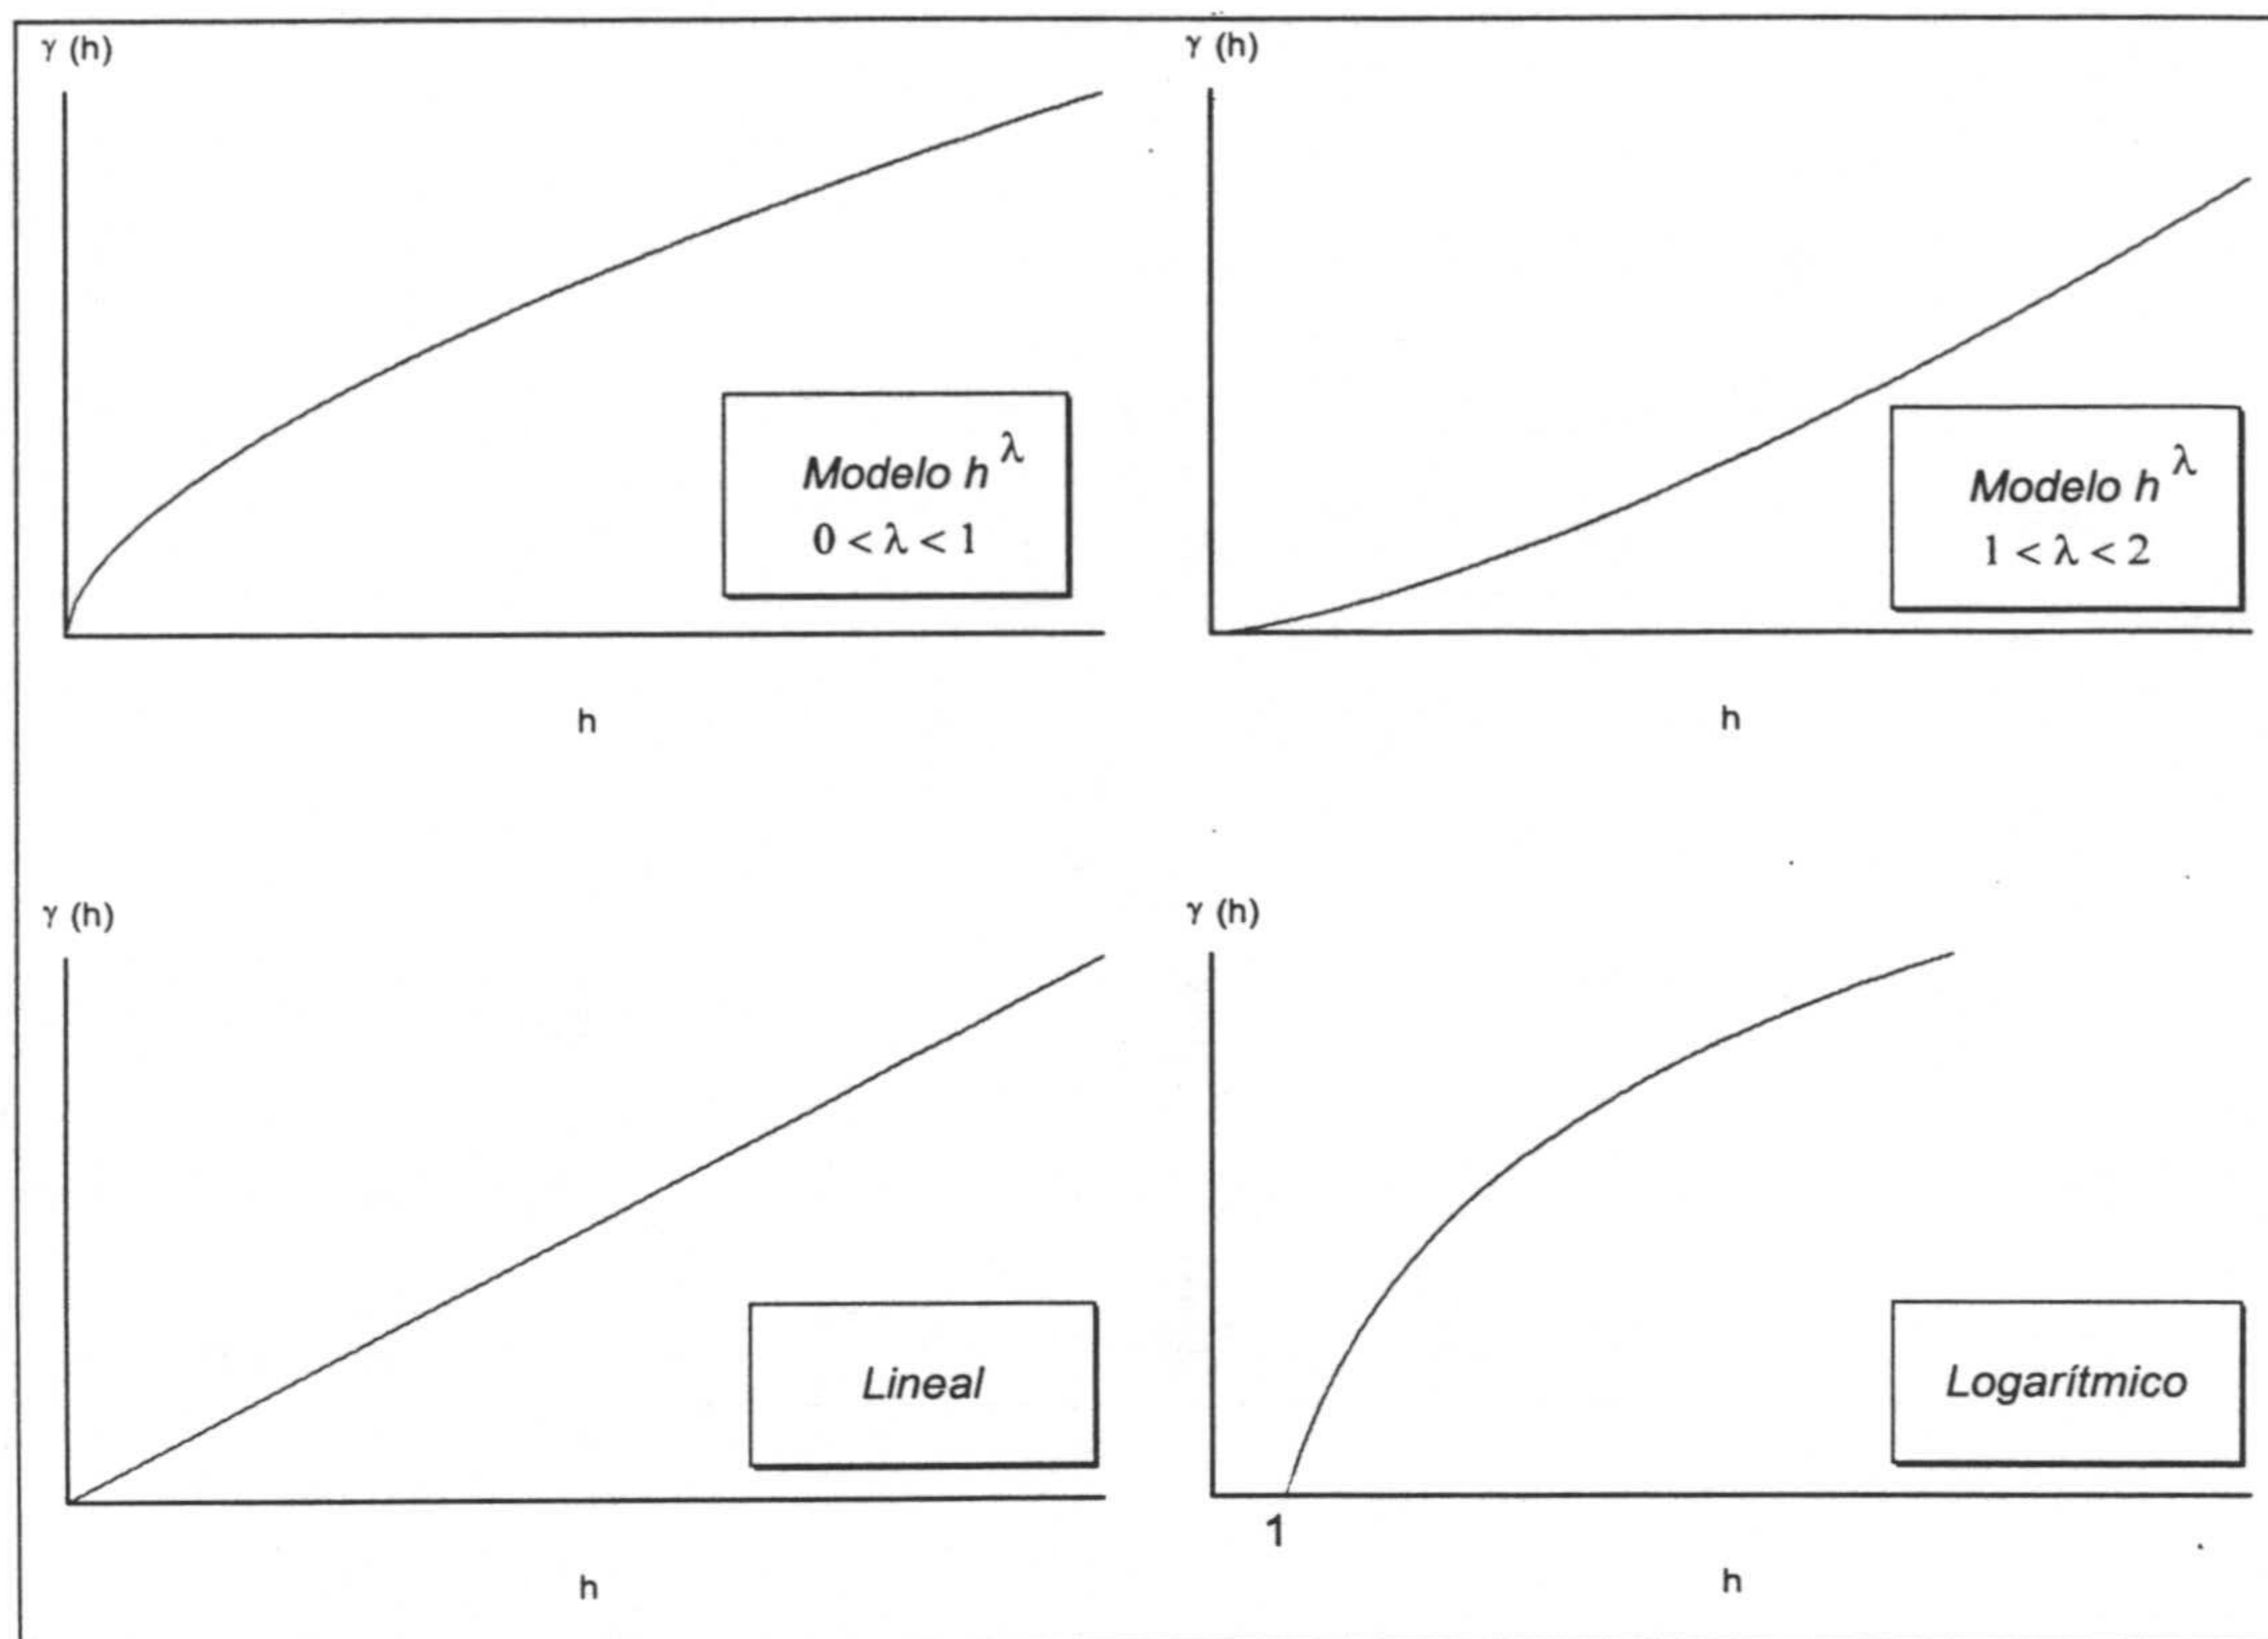 γ (h)
Modelo h^λ
0 < λ < 1
h
γ (h)
Modelo h^λ
1 < λ < 2
h
γ (h)
Lineal
h
γ (h)
Logarítmico
1
h